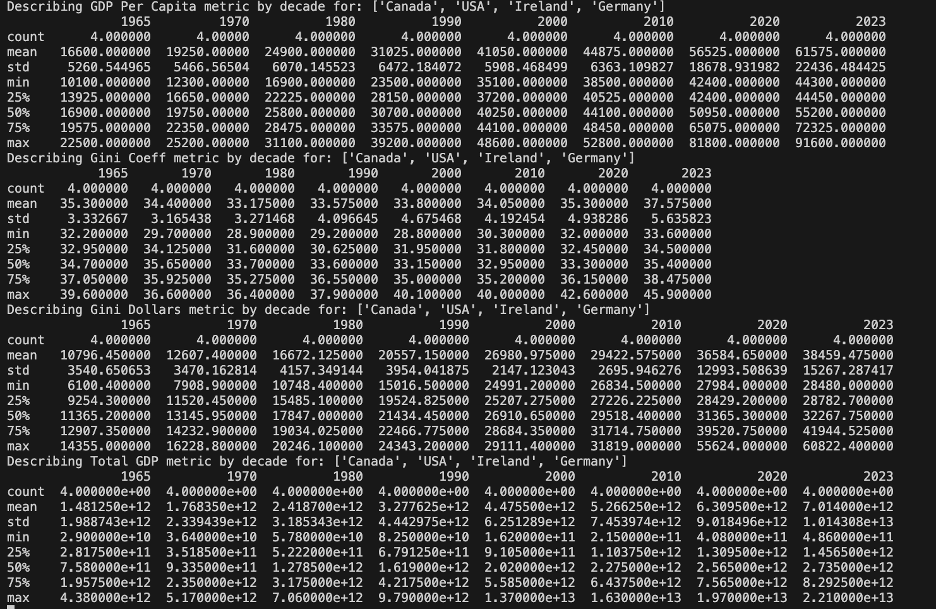 Describing GDP Per Capita metric by decade for: ['Canada', 'USA', 'Ireland', 'Germany']
1965 1970 1980 1990 2000 2010 2020 2023
count 4.000000 4.00000 4.000000 4.000000 4.000000 4.000000 4.000000 4.000000
mean 16600.000000 19250.00000 24900.000000 31025.000000 41050.000000 44875.000000 56525.000000 61575.000000
std 5260.544965 5466.56504 6070.145523 6472.184072 5908.468499 6363.109827 18678.931982 22436.484425
min 10100.000000 12300.00000 16900.000000 23500.000000 35100.000000 38500.000000 42400.000000 44300.000000
25% 13925.000000 16650.00000 22225.000000 28150.000000 37200.000000 40525.000000 42400.000000 44450.000000
50% 16900.000000 19750.00000 25800.000000 30700.000000 40250.000000 44100.000000 50950.000000 55200.000000
75% 19575.000000 22350.00000 28475.000000 33575.000000 44100.000000 48450.000000 65075.000000 72325.000000
max 22500.000000 25200.00000 31100.000000 39200.000000 48600.000000 52800.000000 81800.000000 91600.000000
Describing Gini Coeff metric by decade for: ['Canada', 'USA', 'Ireland', 'Germany']
1965 1970 1980 1990 2000 2010 2020 2023
count 4.000000 4.000000 4.000000 4.000000 4.000000 4.000000 4.000000 4.000000
mean 35.300000 34.400000 33.175000 33.575000 33.800000 34.050000 35.300000 37.575000
std 3.332667 3.165438 3.271468 4.096645 4.675468 4.192454 4.938286 5.635823
min 32.200000 29.700000 28.900000 29.200000 28.800000 30.300000 32.000000 33.600000
25% 32.950000 34.125000 31.600000 30.625000 31.950000 31.800000 32.450000 34.500000
50% 34.700000 35.650000 33.700000 33.600000 33.150000 32.950000 33.300000 35.400000
75% 37.050000 35.925000 35.275000 36.550000 35.000000 35.200000 36.150000 38.475000
max 39.600000 36.600000 36.400000 37.900000 40.100000 40.000000 42.600000 45.900000
Describing Gini Dollars metric by decade for: ['Canada', 'USA', 'Ireland', 'Germany']
1965 1970 1980 1990 2000 2010 2020 2023
count 4.000000 4.000000 4.000000 4.000000 4.000000 4.000000 4.000000 4.000000
mean 10796.450000 12607.400000 16672.125000 20557.150000 26980.975000 29422.575000 36584.650000 38459.475000
std 3540.650653 3470.162814 4157.349144 3954.041875 2147.123043 2695.946276 12993.508639 15267.287417
min 6100.400000 7908.900000 10748.400000 15016.500000 24991.200000 26834.500000 27984.000000 28480.000000
25% 9254.300000 11520.450000 15485.100000 19524.825000 25207.275000 27226.225000 28429.200000 28782.700000
50% 11365.200000 13145.950000 17847.000000 21434.450000 26910.650000 29518.400000 31365.300000 32267.750000
75% 12907.350000 14232.900000 19034.025000 22466.775000 28684.350000 31714.750000 39520.750000 41944.525000
max 14355.000000 16228.800000 20246.100000 24343.200000 29111.400000 31819.000000 55624.000000 60822.400000
Describing Total GDP metric by decade for: ['Canada', 'USA', 'Ireland', 'Germany']
1965 1970 1980 1990 2000 2010 2020 2023
count 4.000000e+00 4.000000e+00 4.000000e+00 4.000000e+00 4.000000e+00 4.000000e+00 4.000000e+00 4.000000e+00
mean 1.481250e+12 1.768350e+12 2.418700e+12 3.277625e+12 4.475500e+12 5.266250e+12 6.309500e+12 7.014000e+12
std 1.988743e+12 2.339439e+12 3.185343e+12 4.442975e+12 6.251289e+12 7.453974e+12 9.018496e+12 1.014308e+13
min 2.900000e+10 3.640000e+10 5.780000e+10 8.250000e+10 1.620000e+11 2.150000e+11 4.080000e+11 4.860000e+11
25% 2.817500e+11 3.518500e+11 5.222000e+11 6.791250e+11 9.105000e+11 1.103750e+12 1.309500e+12 1.456500e+12
50% 7.580000e+11 9.335000e+11 1.278500e+12 1.619000e+12 2.020000e+12 2.275000e+12 2.565000e+12 2.735000e+12
75% 1.957500e+12 2.350000e+12 3.175000e+12 4.217500e+12 5.585000e+12 6.437500e+12 7.565000e+12 8.292500e+12
max 4.380000e+12 5.170000e+12 7.060000e+12 9.790000e+12 1.370000e+13 1.630000e+13 1.970000e+13 2.210000e+13